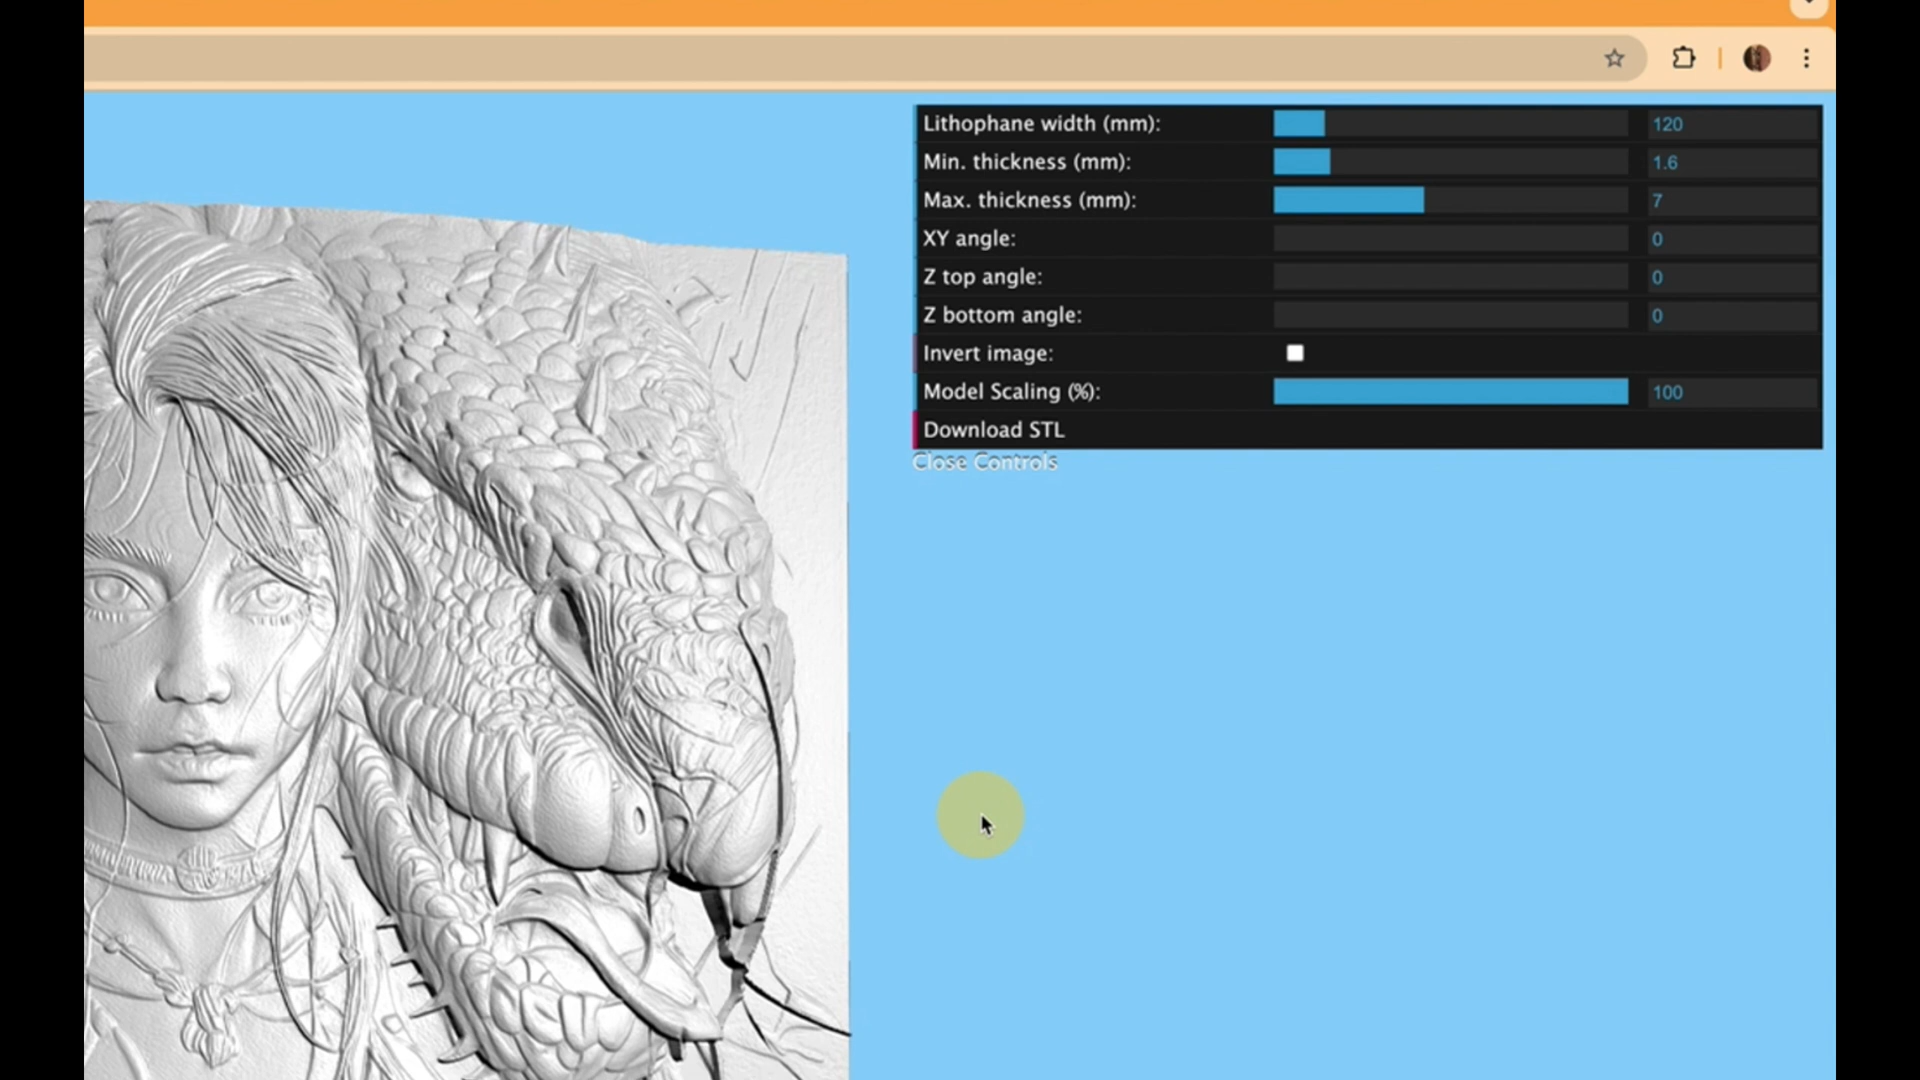 Lithophane width (mm): 120
Min. thickness (mm): 1.6
Max. thickness (mm): 7
XY angle: 0
Z top angle: 0
Z bottom angle: 0
Invert image:
Model Scaling (%): 100
Download STL
Close Controls